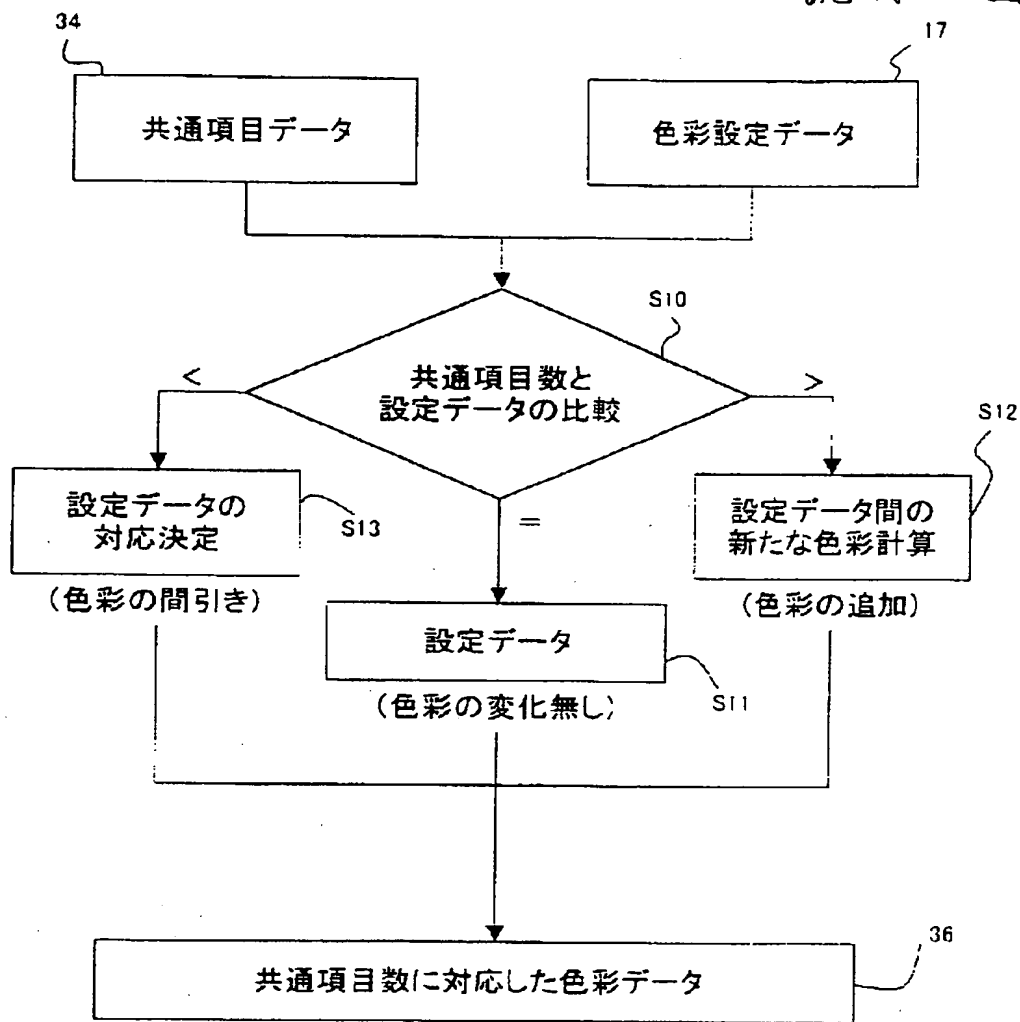 34
17
共通項目データ
色彩設定データ
S10
共通項目数と
設定データの比較
<
>
=
S12
設定データの
対応決定
S13
(色彩の間引き)
設定データ間の
新たな色彩計算
(色彩の追加)
設定データ
S11
(色彩の変化無し)
36
共通項目数に対応した色彩データ